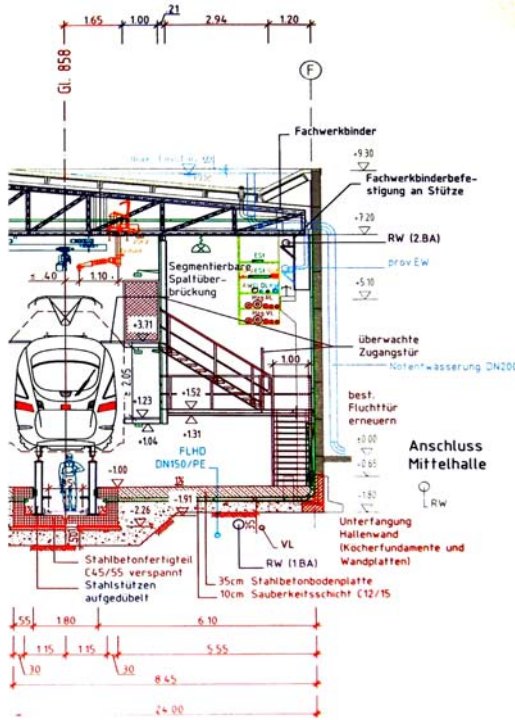 21
1.65
1.00
2.94
1.20
Gl. 858
F
Fachwerkbinder
+9.30
Fachwerkbinderbefe-
stigung an Stütze
+7.20
RW (2.BA)
prov.EW
+5.10
≤ .40
1.10
Segmentierbare
Spaltüber-
brückung
+3.71
überwachte
Zugangstür
1.00
Notentwässerung DN200
2.05
+1.23
+1.52
+1.04
+1.31
best.
Fluchttür
erneuern
±0.00
-0.65
Anschluss
Mittelhalle
FLHD
DN150/PE
-1.00
-1.91
-1.80
RW
-2.26
Unterfangung
Hallenwand
(Köcherfundamente und
Wandplatten)
VL
RW (1.BA)
Stahlbetonfertigteil
C45/55 verspannt
Stahlstützen
aufgedübelt
35cm Stahlbetonbodenplatte
10cm Sauberkeitsschicht C12/15
55
1.80
6.10
1.15
1.15
5.55
30
30
8.45
24.00